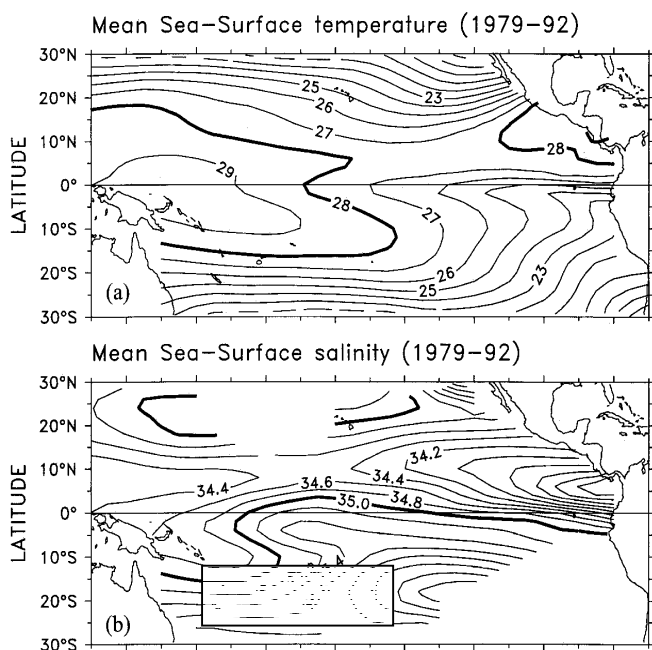 Mean Sea-Surface temperature (1979-92)
30°N
20°N
10°N
0°
10°S
20°S
30°S
LATITUDE
25
26
27
23
29
28
28
27
26
25
23
(a)
Mean Sea-Surface salinity (1979-92)
30°N
20°N
10°N
0°
10°S
20°S
30°S
LATITUDE
34.2
34.4
34.6
34.4
34.8
35.0
(b)